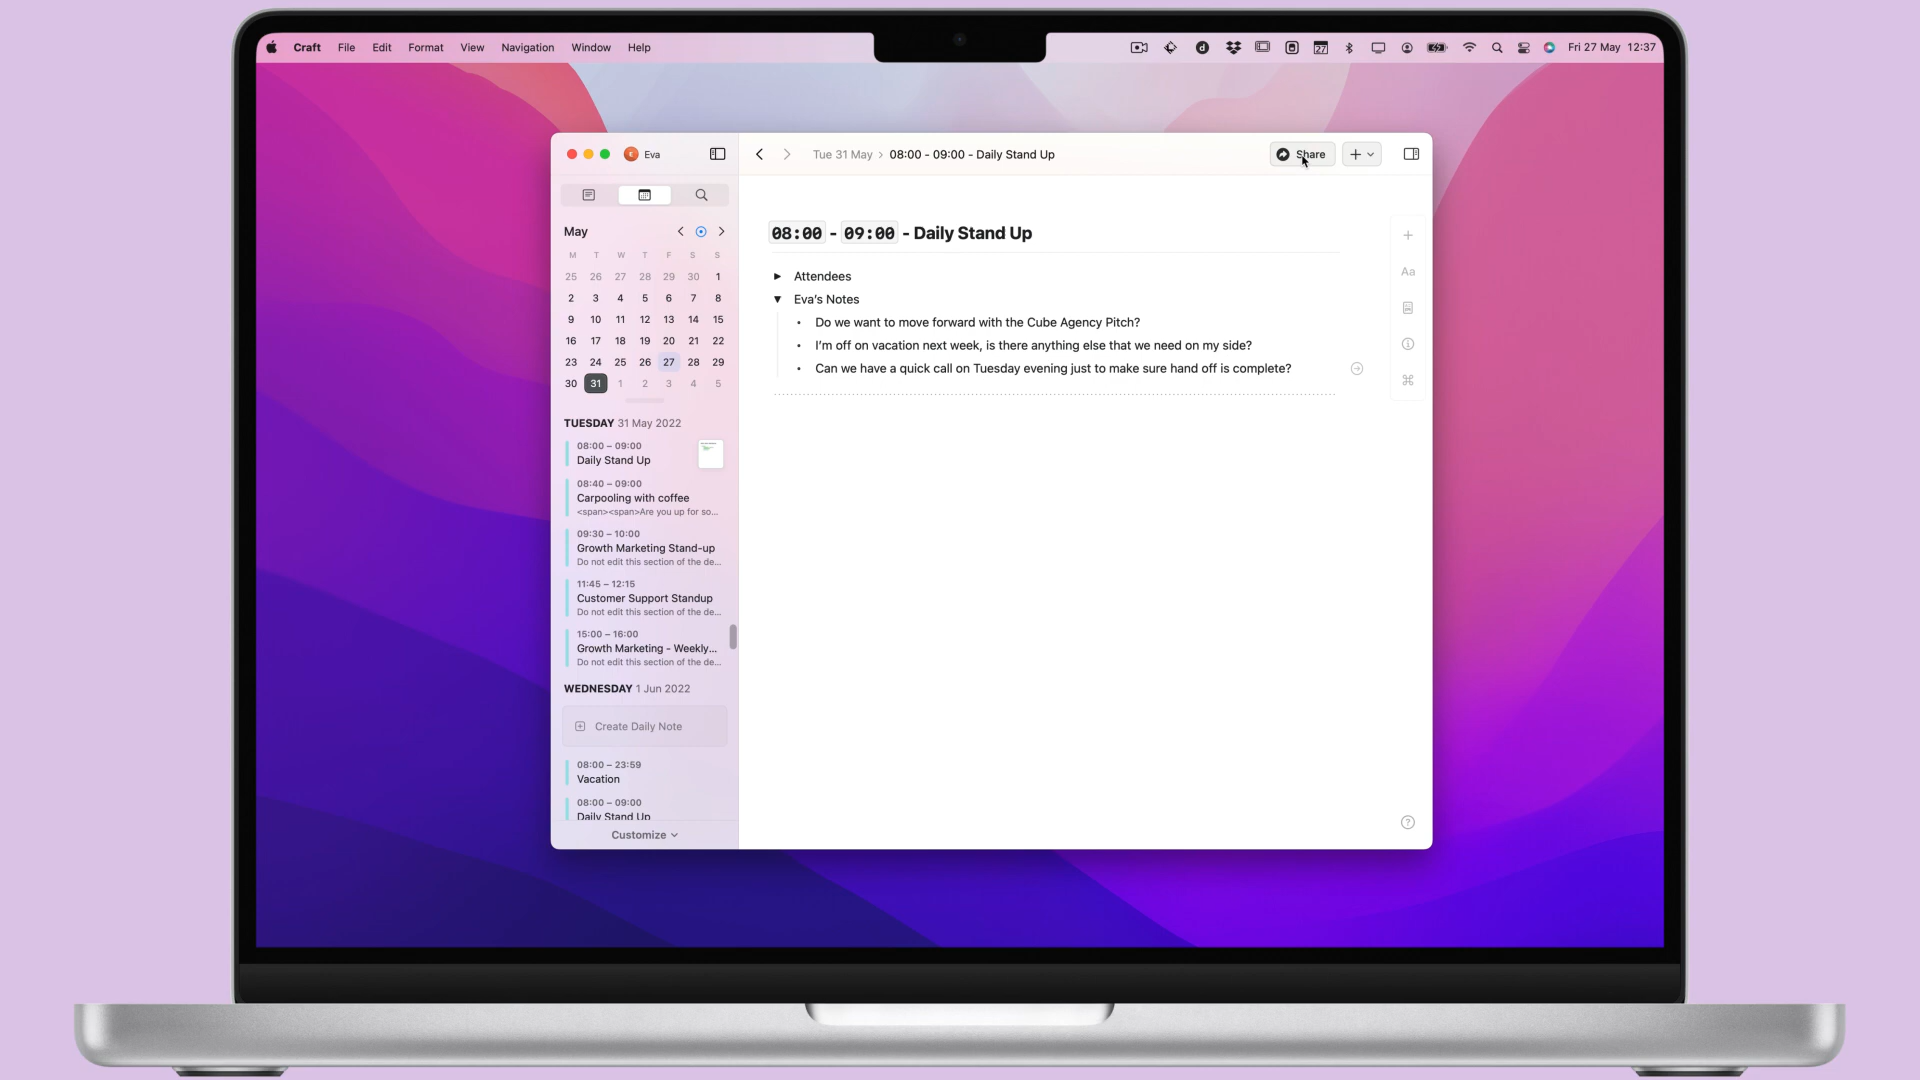 Craft File Edit Format View Navigation Window Help
27 Fri 27 May 12:37
Eva
Tue 31 May › 08:00 - 09:00 - Daily Stand Up
Share
May
M T W T F S S
25 26 27 28 29 30 1
2 3 4 5 6 7 8
9 10 11 12 13 14 15
16 17 18 19 20 21 22
23 24 25 26 27 28 29
30 31 1 2 3 4 5
TUESDAY 31 May 2022
08:00 – 09:00
Daily Stand Up
08:40 – 09:00
Carpooling with coffee
<span><span>Are you up for so...
09:30 – 10:00
Growth Marketing Stand-up
Do not edit this section of the de...
11:45 – 12:15
Customer Support Standup
Do not edit this section of the de...
15:00 – 16:00
Growth Marketing - Weekly...
Do not edit this section of the de...
WEDNESDAY 1 Jun 2022
Create Daily Note
08:00 – 23:59
Vacation
08:00 – 09:00
Daily Stand Up
Customize
08:00 - 09:00 - Daily Stand Up
Attendees
Eva's Notes
• Do we want to move forward with the Cube Agency Pitch?
• I'm off on vacation next week, is there anything else that we need on my side?
• Can we have a quick call on Tuesday evening just to make sure hand off is complete?
Aa